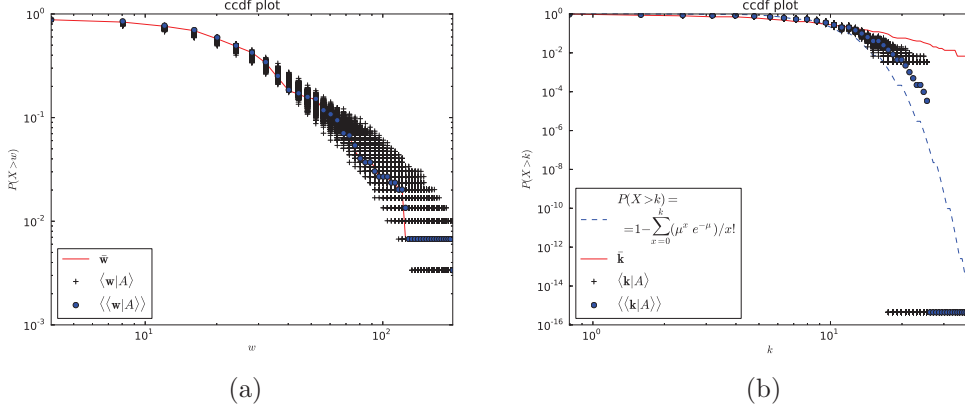 ccdf plot
10^0
10^-1
10^-2
10^-3
P(X>w)
10^1
10^2
w
w̄
⟨w|A⟩
⟨⟨w|A⟩⟩
(a)
ccdf plot
10^0
10^-2
10^-4
10^-6
10^-8
10^-10
10^-12
10^-14
10^-16
P(X>k)
10^0
10^1
k
P(X>k)=
=1−∑_{x=0}^{k}(μ^x e^{−μ})/x!
k̄
⟨k|A⟩
⟨⟨k|A⟩⟩
(b)